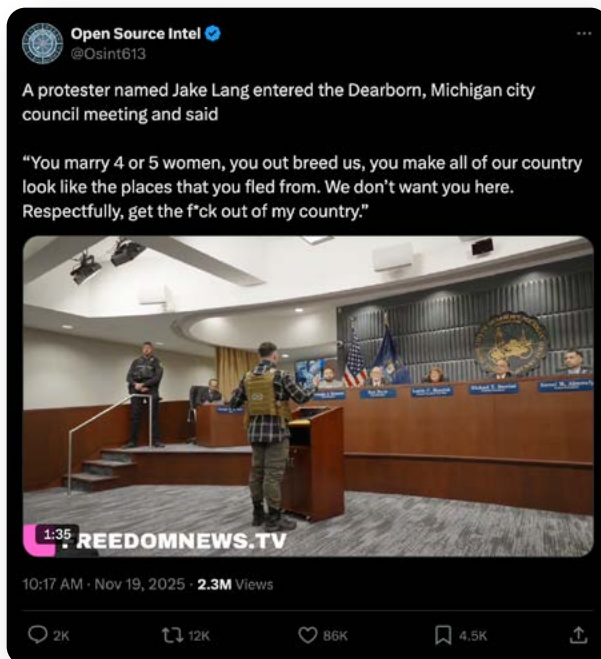 Open Source Intel
@Osint613
A protester named Jake Lang entered the Dearborn, Michigan city
council meeting and said
“You marry 4 or 5 women, you out breed us, you make all of our country
look like the places that you fled from. We don’t want you here.
Respectfully, get the f*ck out of my country.”
1:35
FREEDOMNEWS.TV
10:17 AM · Nov 19, 2025 · 2.3M Views
2K
12K
86K
4.5K